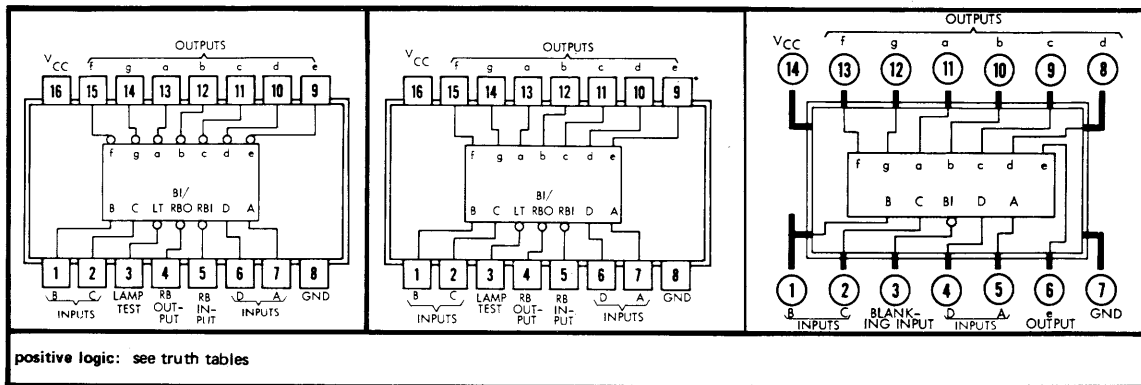 OUTPUTS
VCC f g a b c d e
16 15 14 13 12 11 10 9
f g a b c d e
BI/
B C LT RBO RBI D A
1 2 3 4 5 6 7 8
B C LAMP TEST RB OUT- PUT RB IN- PUT D A GND
INPUTS INPUTS
OUTPUTS
VCC f g a b c d e
16 15 14 13 12 11 10 9
f g a b c d e
BI/
B C LT RBO RBI D A
1 2 3 4 5 6 7 8
B C LAMP TEST RB OUT- PUT RB IN- PUT D A GND
INPUTS INPUTS
OUTPUTS
VCC f g a b c d
14 13 12 11 10 9 8
f g a b c d e
B C BI D A
1 2 3 4 5 6 7
B C BLANK- D A e GND
INPUTS ING INPUT INPUTS OUTPUT
positive logic: see truth tables